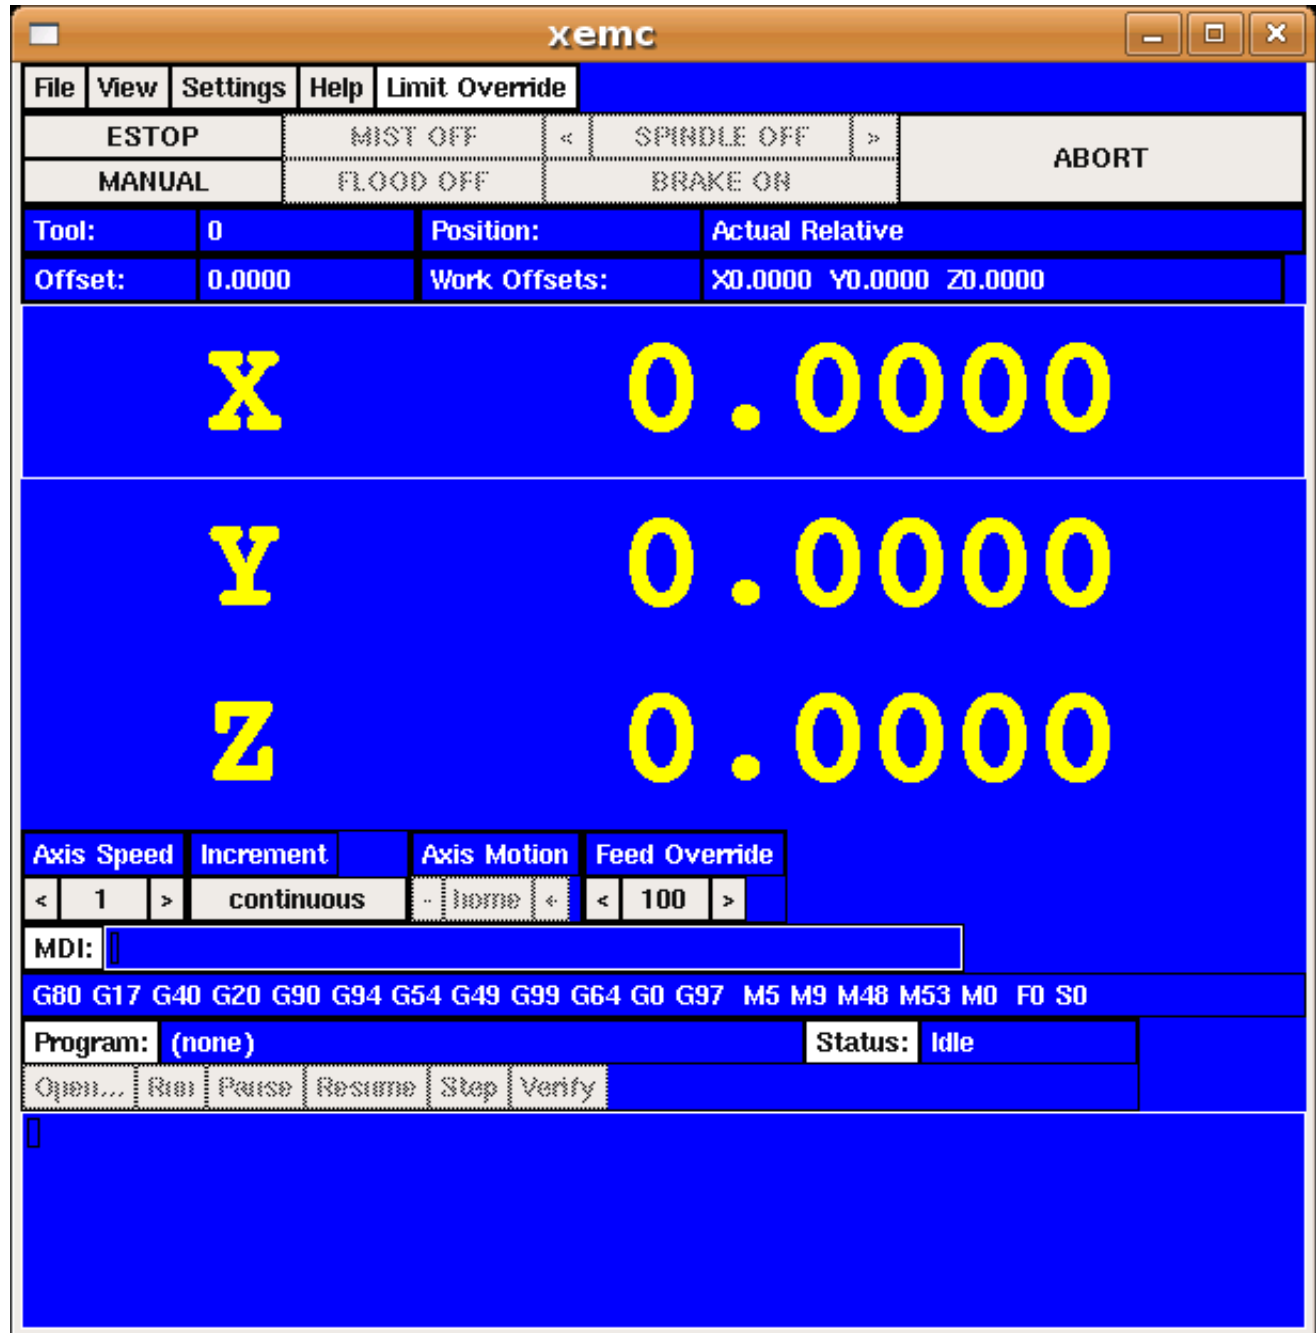 xemc
File View Settings Help Limit Override
ESTOP MIST OFF < SPINDLE OFF > ABORT
MANUAL FLOOD OFF BRAKE ON
Tool: 0 Position: Actual Relative
Offset: 0.0000 Work Offsets: X0.0000 Y0.0000 Z0.0000
X 0.0000
Y 0.0000
Z 0.0000
Axis Speed Increment Axis Motion Feed Override
< 1 > continuous - home + < 100 >
MDI:
G80 G17 G40 G20 G90 G94 G54 G49 G99 G64 G0 G97 M5 M9 M48 M53 M0 F0 S0
Program: (none) Status: Idle
Open... Run Pause Resume Step Verify